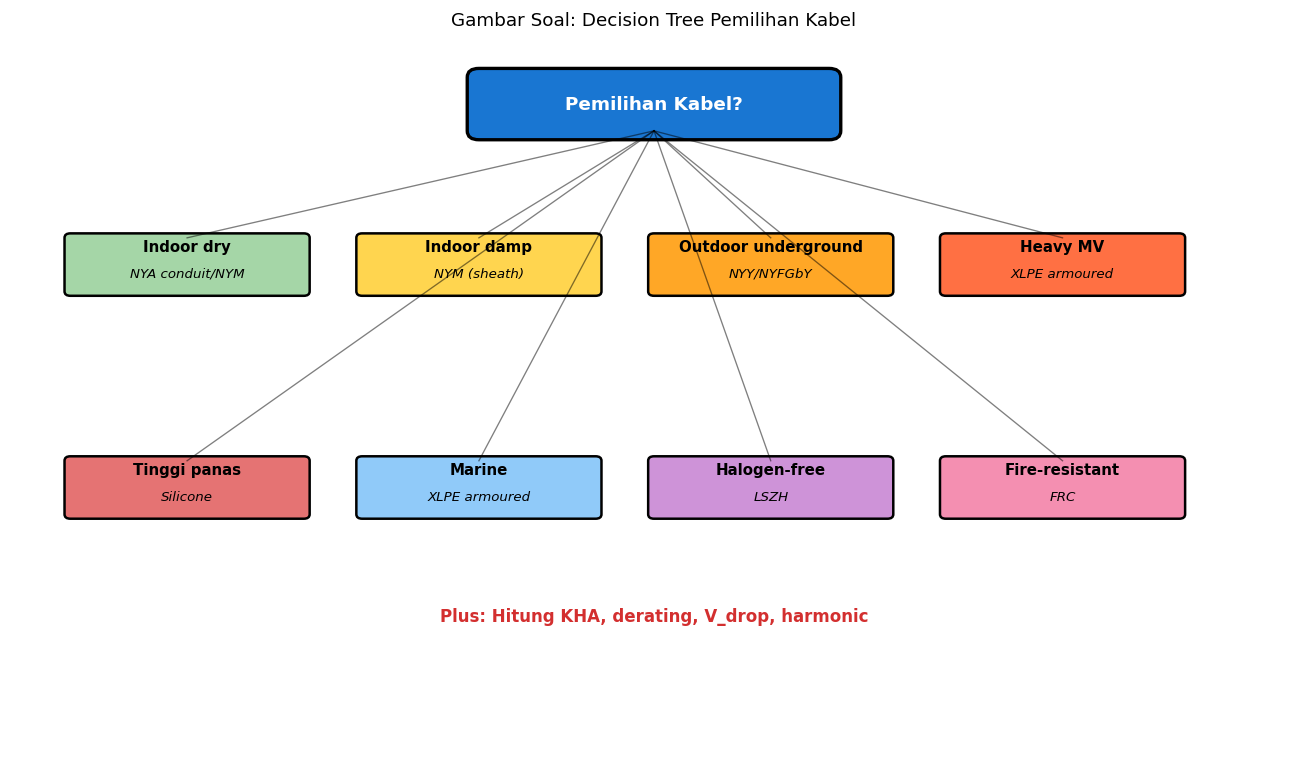 Gambar Soal: Decision Tree Pemilihan Kabel
Pemilihan Kabel?
Indoor dry
NYA conduit/NYM
Indoor damp
NYM (sheath)
Outdoor underground
NYY/NYFGbY
Heavy MV
XLPE armoured
Tinggi panas
Silicone
Marine
XLPE armoured
Halogen-free
LSZH
Fire-resistant
FRC
Plus: Hitung KHA, derating, V_drop, harmonic